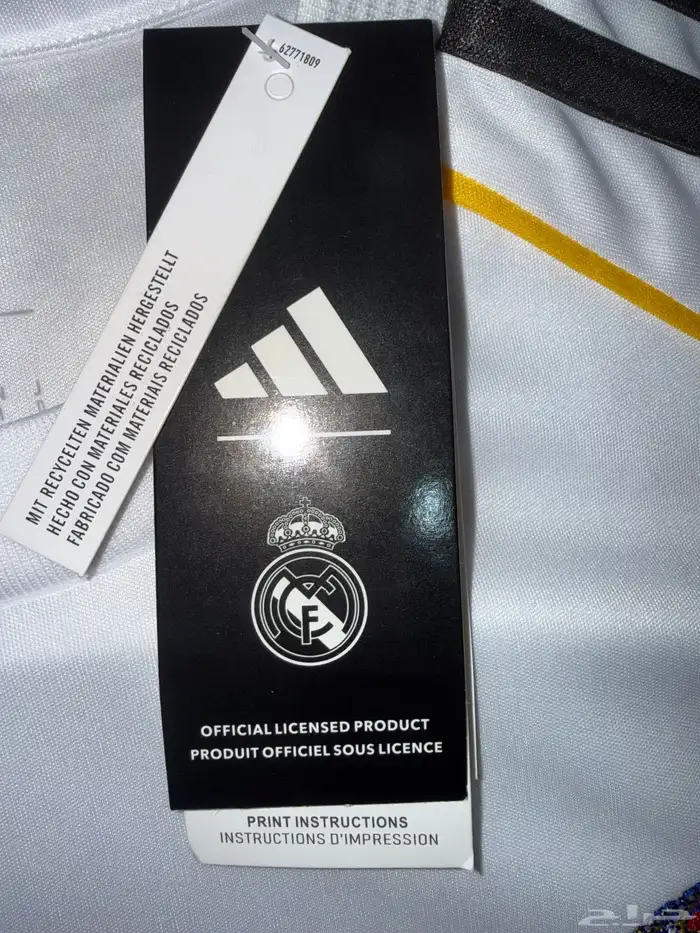 62771809
MIT RECYCELTEN MATERIALIEN HERGESTELLT
HECHO CON MATERIALES RECICLADOS
FABRICADO COM MATERIAIS RECICLADOS
OFFICIAL LICENSED PRODUCT
PRODUIT OFFICIEL SOUS LICENCE
PRINT INSTRUCTIONS
INSTRUCTIONS D'IMPRESSION
حراج